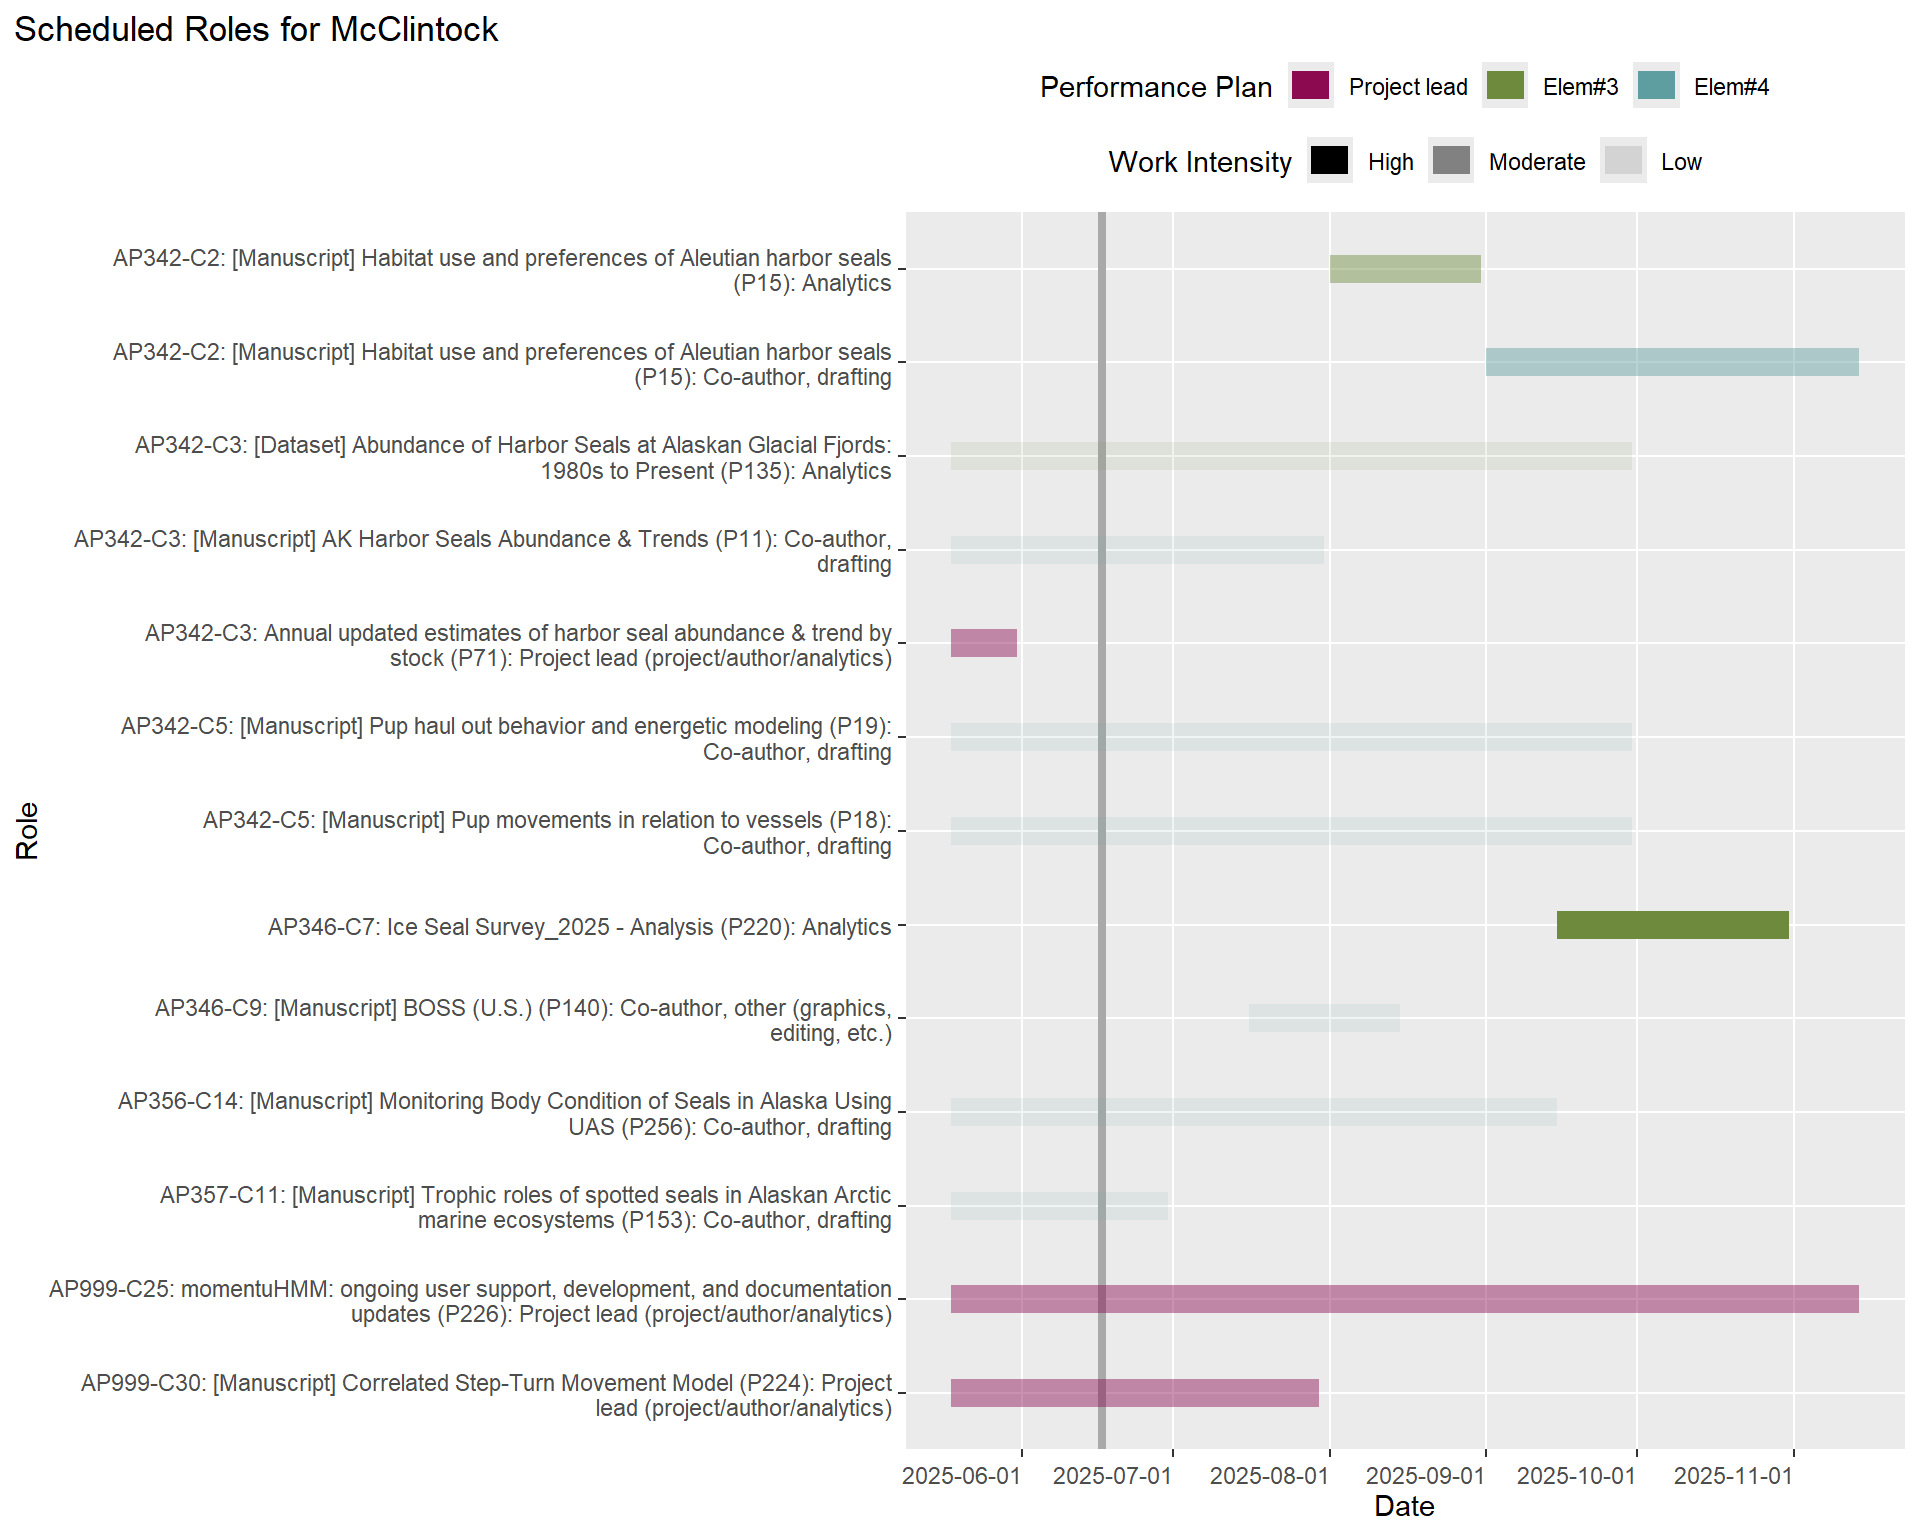 Scheduled Roles for McClintock
Performance Plan Project lead Elem#3 Elem#4
Work Intensity High Moderate Low
AP342-C2: [Manuscript] Habitat use and preferences of Aleutian harbor seals
(P15): Analytics
AP342-C2: [Manuscript] Habitat use and preferences of Aleutian harbor seals
(P15): Co-author, drafting
AP342-C3: [Dataset] Abundance of Harbor Seals at Alaskan Glacial Fjords:
1980s to Present (P135): Analytics
AP342-C3: [Manuscript] AK Harbor Seals Abundance & Trends (P11): Co-author,
drafting
AP342-C3: Annual updated estimates of harbor seal abundance & trend by
stock (P71): Project lead (project/author/analytics)
AP342-C5: [Manuscript] Pup haul out behavior and energetic modeling (P19):
Co-author, drafting
AP342-C5: [Manuscript] Pup movements in relation to vessels (P18):
Co-author, drafting
AP346-C7: Ice Seal Survey_2025 - Analysis (P220): Analytics
AP346-C9: [Manuscript] BOSS (U.S.) (P140): Co-author, other (graphics,
editing, etc.)
AP356-C14: [Manuscript] Monitoring Body Condition of Seals in Alaska Using
UAS (P256): Co-author, drafting
AP357-C11: [Manuscript] Trophic roles of spotted seals in Alaskan Arctic
marine ecosystems (P153): Co-author, drafting
AP999-C25: momentuHMM: ongoing user support, development, and documentation
updates (P226): Project lead (project/author/analytics)
AP999-C30: [Manuscript] Correlated Step-Turn Movement Model (P224): Project
lead (project/author/analytics)
Role
2025-06-01 2025-07-01 2025-08-01 2025-09-01 2025-10-01 2025-11-01
Date